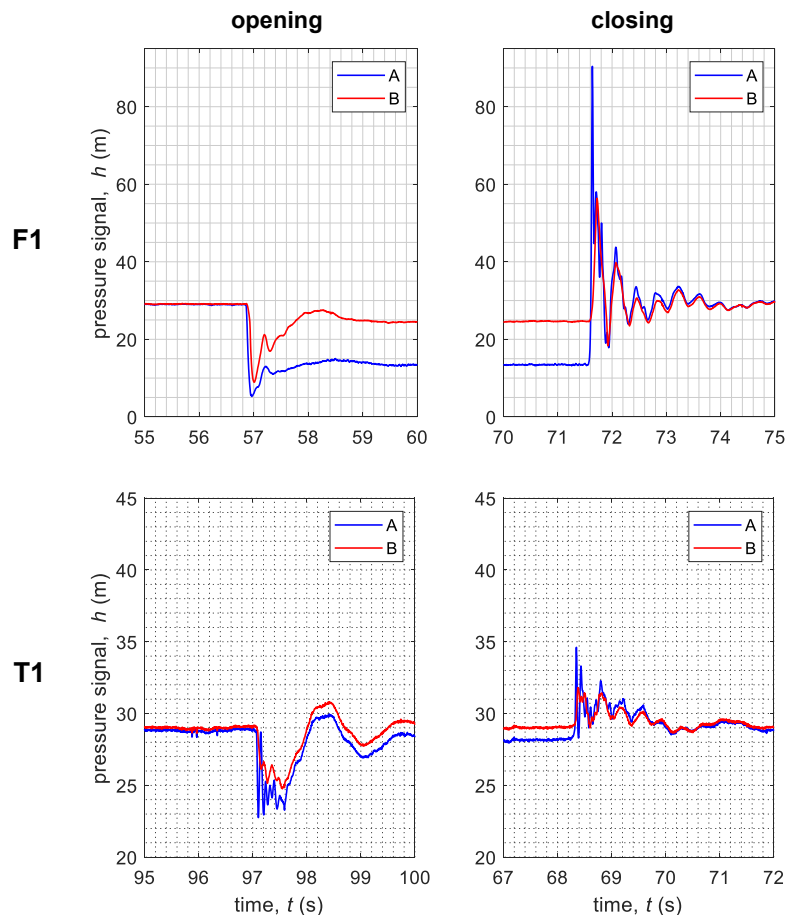 opening closing
F1
pressure signal, h (m)
80
60
40
20
0
55 56 57 58 59 60
A
B
80
60
40
20
0
70 71 72 73 74 75
A
B
T1
pressure signal, h (m)
45
40
35
30
25
20
95 96 97 98 99 100
time, t (s)
A
B
45
40
35
30
25
20
67 68 69 70 71 72
time, t (s)
A
B